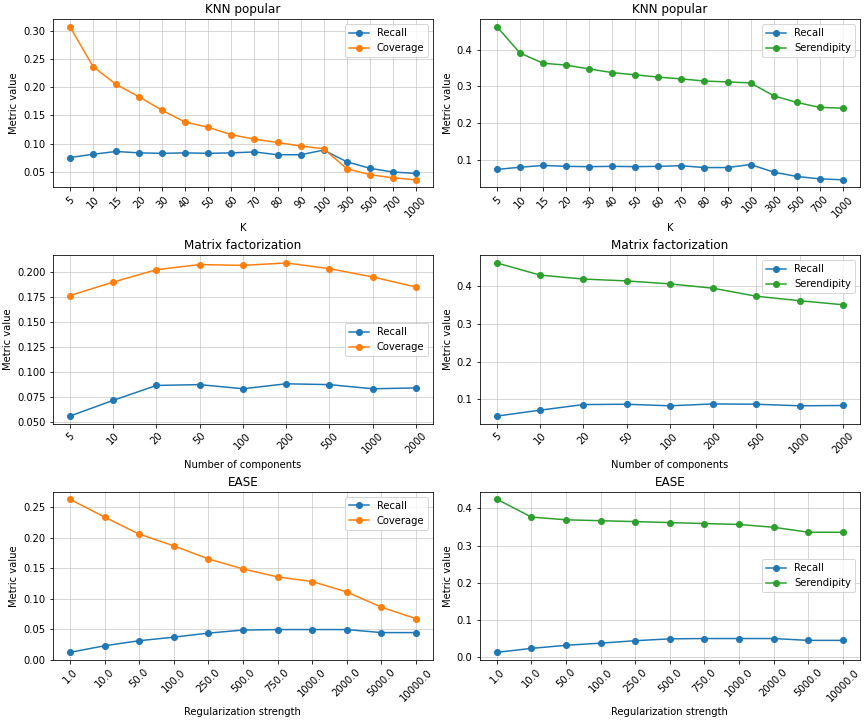 KNN popular
Metric value
0.30
0.25
0.20
0.15
0.10
0.05
Recall
Coverage
5 10 15 20 30 40 50 60 70 80 90 100 300 500 700 1000
K
KNN popular
Metric value
0.4
0.3
0.2
0.1
Recall
Serendipity
5 10 15 20 30 40 50 60 70 80 90 100 300 500 700 1000
K
Matrix factorization
Metric value
0.200
0.175
0.150
0.125
0.100
0.075
0.050
Recall
Coverage
5 10 20 50 100 200 500 1000 2000
Number of components
Matrix factorization
Metric value
0.4
0.3
0.2
0.1
Recall
Serendipity
5 10 20 50 100 200 500 1000 2000
Number of components
EASE
Metric value
0.25
0.20
0.15
0.10
0.05
0.00
Recall
Coverage
1.0 10.0 50.0 100.0 250.0 500.0 750.0 1000.0 2000.0 5000.0 10000.0
Regularization strength
EASE
Metric value
0.4
0.3
0.2
0.1
0.0
Recall
Serendipity
1.0 10.0 50.0 100.0 250.0 500.0 750.0 1000.0 2000.0 5000.0 10000.0
Regularization strength